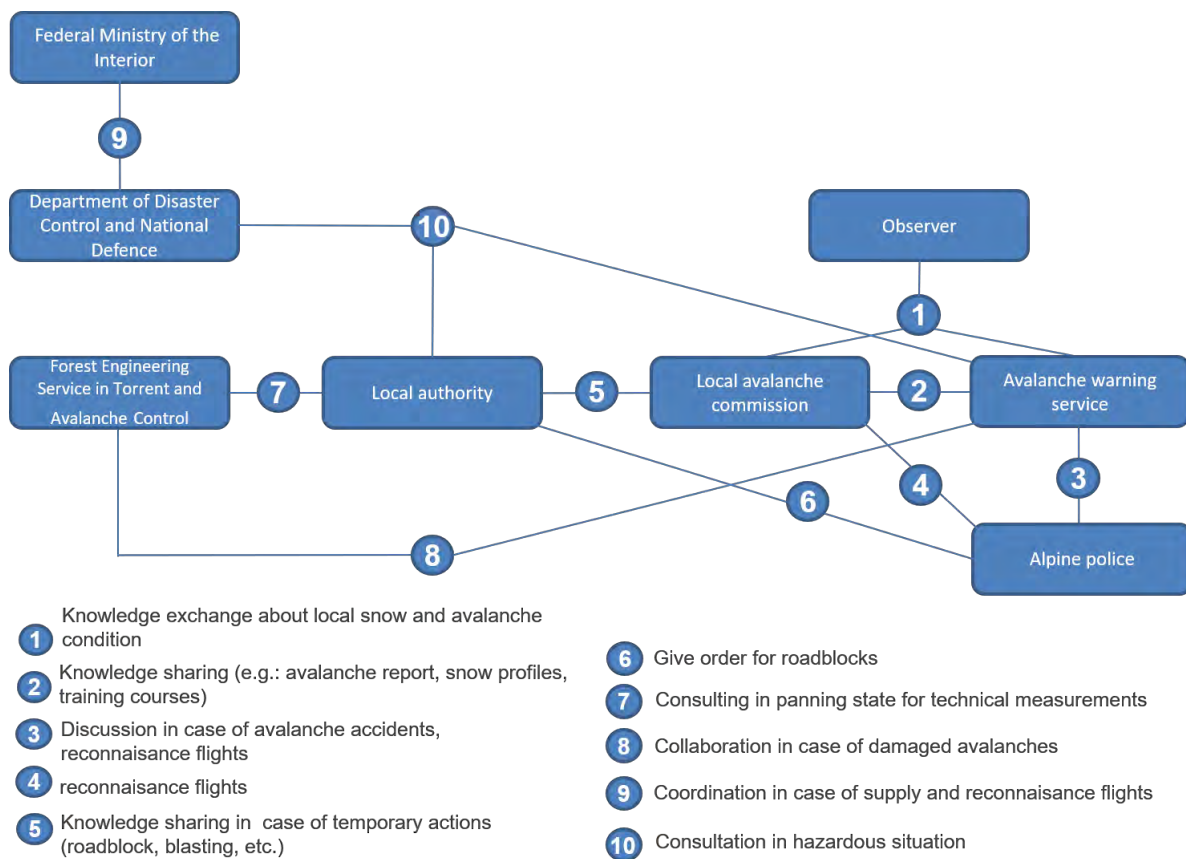 Federal Ministry of the
Interior
9
Department of Disaster
Control and National
Defence
10
Observer
1
Forest Engineering
Service in Torrent and
Avalanche Control
7
Local authority
5
Local avalanche
commission
2
Avalanche warning
service
4
3
6
8
Alpine police
1
Knowledge exchange about local snow and avalanche
condition
2
Knowledge sharing (e.g.: avalanche report, snow profiles,
training courses)
3
Discussion in case of avalanche accidents,
reconnaisance flights
4
reconnaisance flights
5
Knowledge sharing in case of temporary actions
(roadblock, blasting, etc.)
6
Give order for roadblocks
7
Consulting in panning state for technical measurements
8
Collaboration in case of damaged avalanches
9
Coordination in case of supply and reconnaisance flights
10
Consultation in hazardous situation